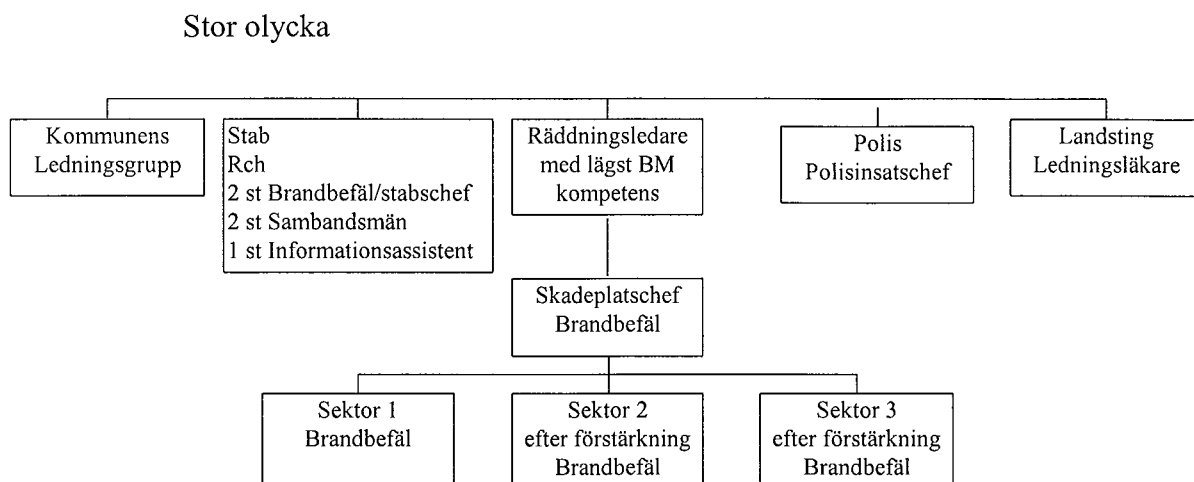 Stor olycka
Kommunens
Ledningsgrupp
Stab
Rch
2 st Brandbefäl/stabschef
2 st Sambandsmän
1 st Informationsassistent
Räddningsledare
med lägst BM
kompetens
Polis
Polisinsatschef
Landsting
Ledningsläkare
Skadeplatschef
Brandbefäl
Sektor 1
Brandbefäl
Sektor 2
efter förstärkning
Brandbefäl
Sektor 3
efter förstärkning
Brandbefäl